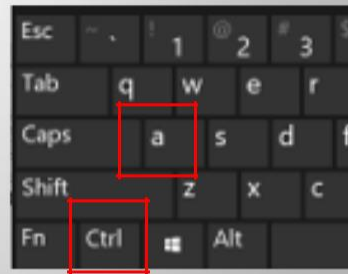 Esc ~ ` ! 1 @ 2 # 3 $
Tab q w e r
Caps a s d f
Shift z x c
Fn Ctrl Alt